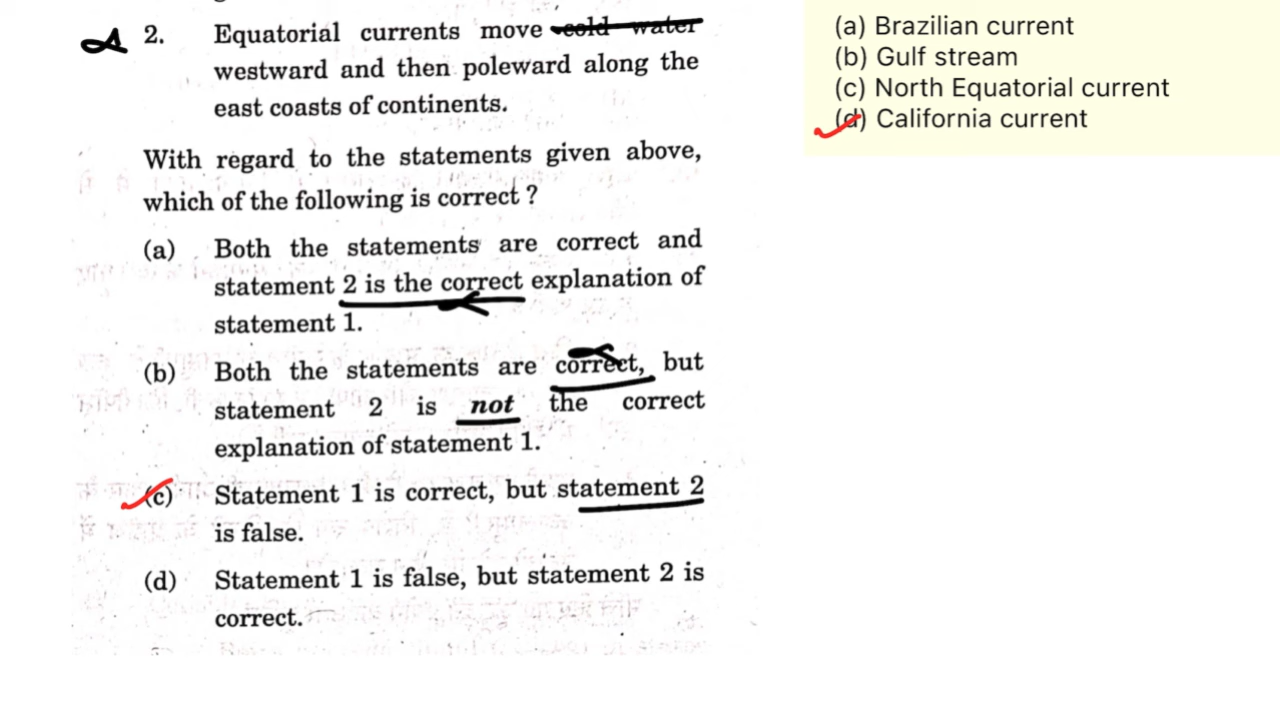 2. Equatorial currents move cold water
westward and then poleward along the
east coasts of continents.
With regard to the statements given above,
which of the following is correct ?
(a) Both the statements are correct and
statement 2 is the correct explanation of
statement 1.
(b) Both the statements are correct, but
statement 2 is not the correct
explanation of statement 1.
(c) Statement 1 is correct, but statement 2
is false.
(d) Statement 1 is false, but statement 2 is
correct.
(a) Brazilian current
(b) Gulf stream
(c) North Equatorial current
(d) California current